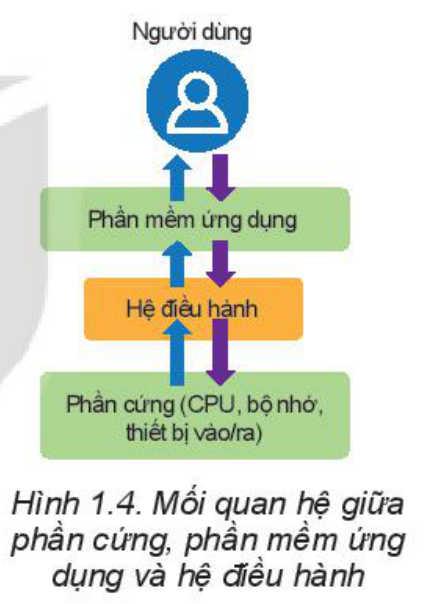 Người dùng
Phần mềm ứng dụng
Hệ điều hành
Phần cứng (CPU, bộ nhớ,
thiết bị vào/ra)
Hình 1.4. Mối quan hệ giữa
phần cứng, phần mềm ứng
dụng và hệ điều hành